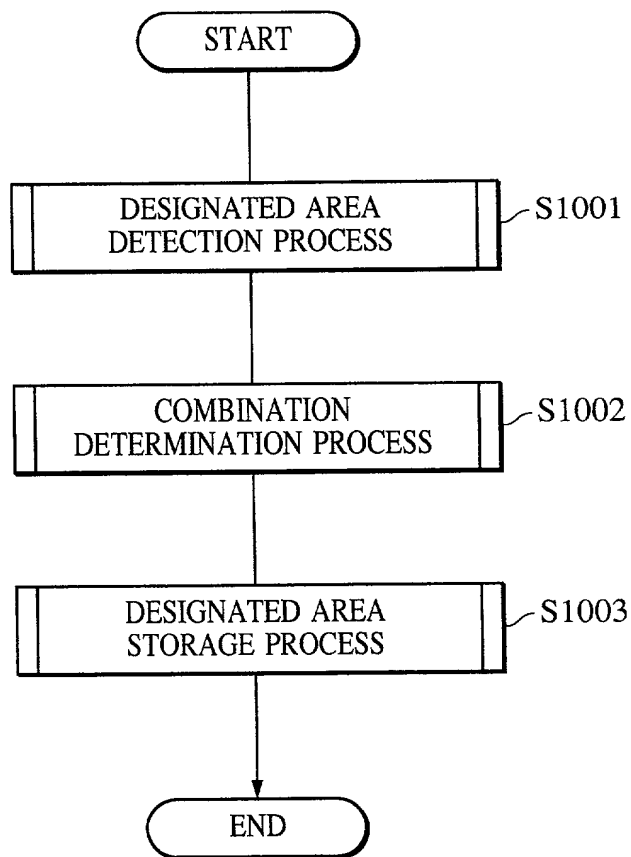 START
DESIGNATED AREA
DETECTION PROCESS
S1001
COMBINATION
DETERMINATION PROCESS
S1002
DESIGNATED AREA
STORAGE PROCESS
S1003
END